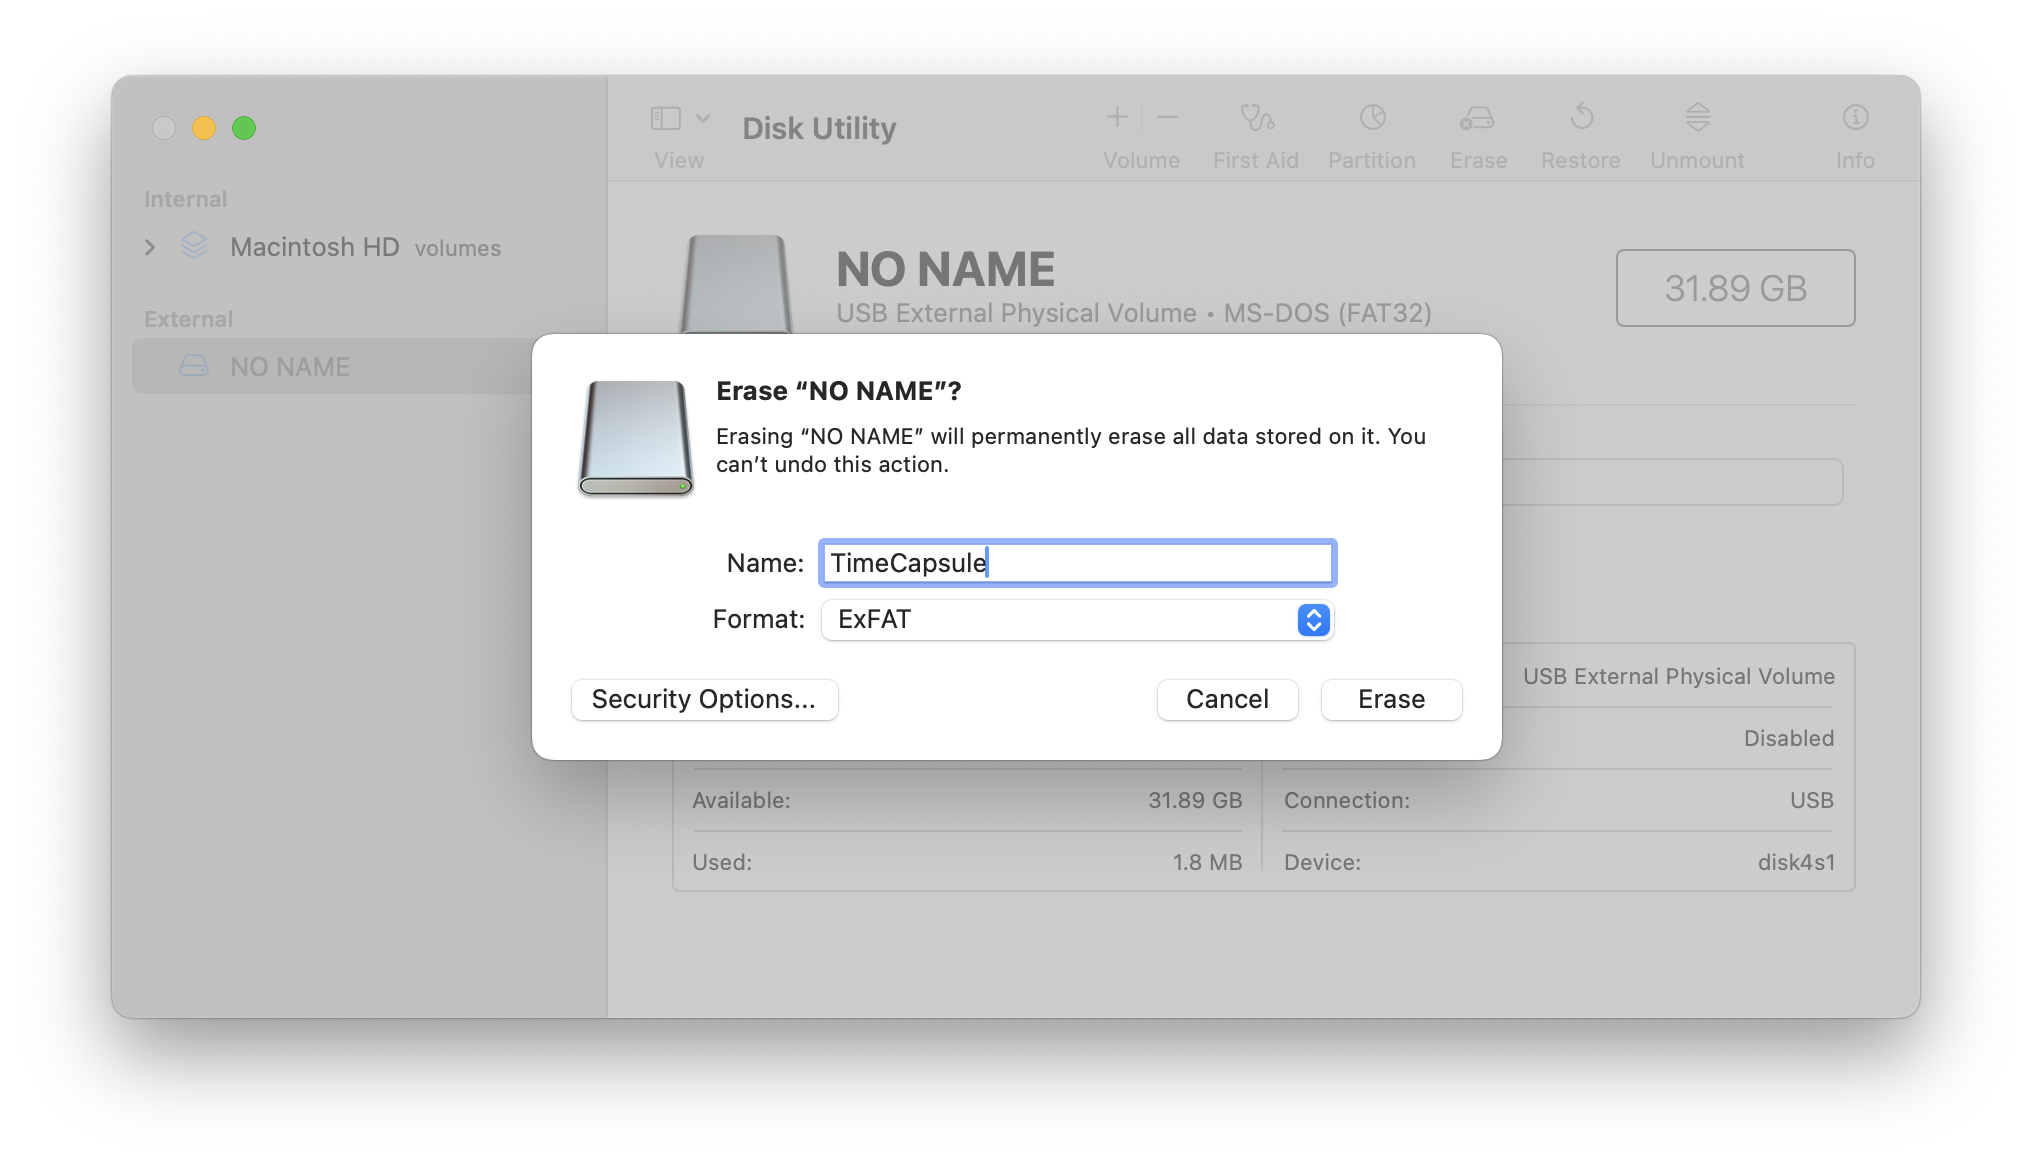 View
Disk Utility
Volume
First Aid
Partition
Erase
Restore
Unmount
Info
Internal
Macintosh HD volumes
External
NO NAME
NO NAME
USB External Physical Volume • MS-DOS (FAT32)
31.89 GB
Erase “NO NAME”?
Erasing “NO NAME” will permanently erase all data stored on it. You
can’t undo this action.
Name: TimeCapsule
Format: ExFAT
Security Options...
Cancel
Erase
USB External Physical Volume
Disabled
Available: 31.89 GB
Connection: USB
Used: 1.8 MB
Device: disk4s1